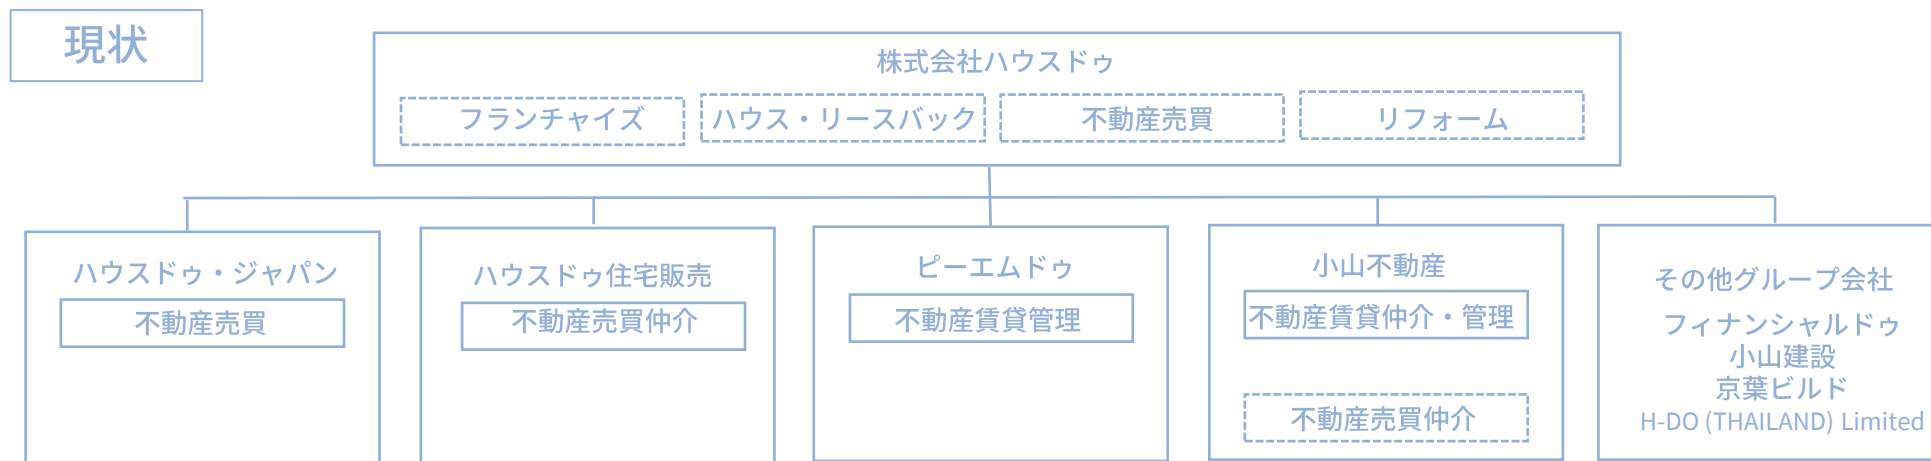 現状
株式会社ハウスドゥ
フランチャイズ
ハウス・リースバック
不動産売買
リフォーム
ハウスドゥ・ジャパン
不動産売買
ハウスドゥ住宅販売
不動産売買仲介
ピーエムドゥ
不動産賃貸管理
小山不動産
不動産賃貸仲介・管理
不動産売買仲介
その他グループ会社
フィナンシャルドゥ
小山建設
京葉ビルド
H-DO (THAILAND) Limited